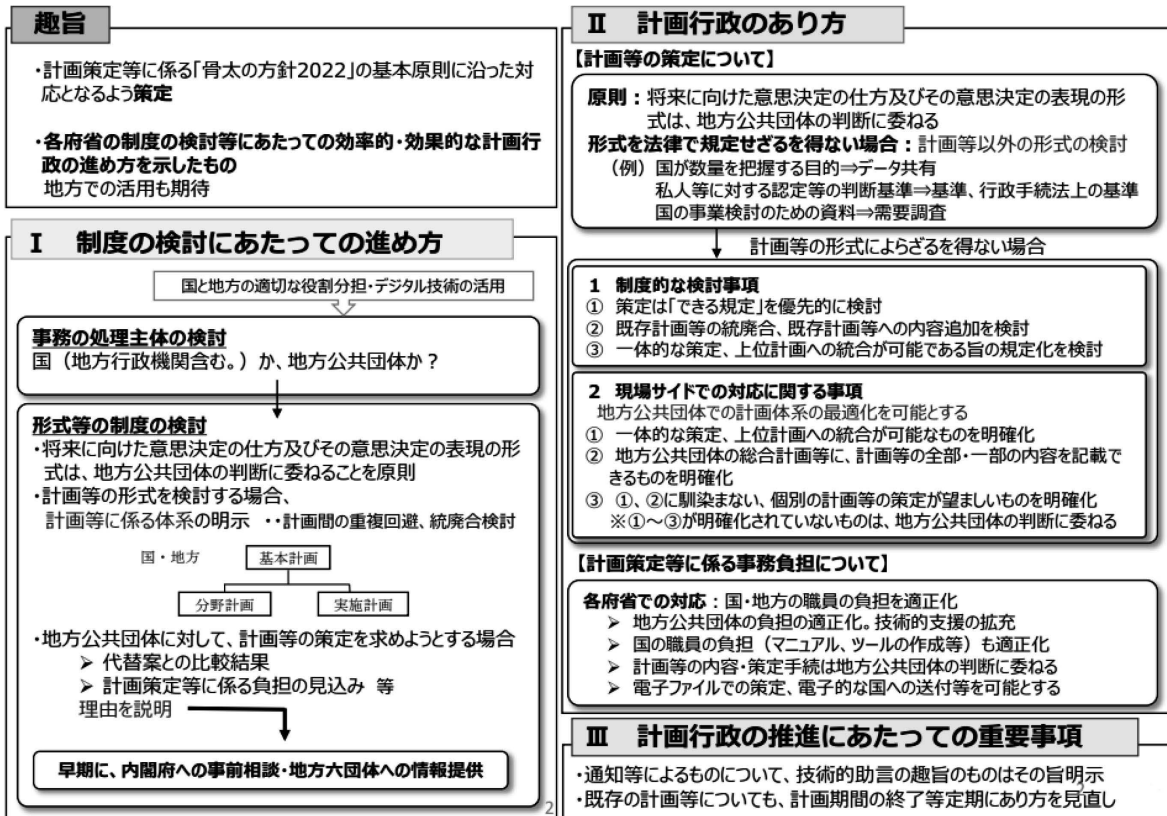 趣旨
・計画策定等に係る「骨太の方針2022」の基本原則に沿った対
応となるよう策定
・各府省の制度の検討等にあたっての効率的・効果的な計画行
政の進め方を示したもの
地方での活用も期待
Ⅰ 制度の検討にあたっての進め方
国と地方の適切な役割分担・デジタル技術の活用
事務の処理主体の検討
国（地方行政機関含む。）か、地方公共団体か？
形式等の制度の検討
・将来に向けた意思決定の仕方及びその意思決定の表現の形
式は、地方公共団体の判断に委ねることを原則
・計画等の形式を検討する場合、
計画等に係る体系の明示 ・・計画間の重複回避、統廃合検討
国・地方 基本計画
分野計画 実施計画
・地方公共団体に対して、計画等の策定を求めようとする場合
➢ 代替案との比較結果
➢ 計画策定等に係る負担の見込み 等
理由を説明
早期に、内閣府への事前相談・地方六団体への情報提供
2
Ⅱ 計画行政のあり方
【計画等の策定について】
原則：将来に向けた意思決定の仕方及びその意思決定の表現の形
式は、地方公共団体の判断に委ねる
形式を法律で規定せざるを得ない場合：計画等以外の形式の検討
（例）国が数量を把握する目的⇒データ共有
私人等に対する認定等の判断基準⇒基準、行政手続法上の基準
国の事業検討のための資料⇒需要調査
計画等の形式によらざるを得ない場合
1 制度的な検討事項
① 策定は「できる規定」を優先的に検討
② 既存計画等の統廃合、既存計画等への内容追加を検討
③ 一体的な策定、上位計画への統合が可能である旨の規定化を検討
2 現場サイドでの対応に関する事項
地方公共団体での計画体系の最適化を可能とする
① 一体的な策定、上位計画への統合が可能なものを明確化
② 地方公共団体の総合計画等に、計画等の全部・一部の内容を記載で
きるものを明確化
③ ①、②に馴染まない、個別の計画等の策定が望ましいものを明確化
※①～③が明確化されていないものは、地方公共団体の判断に委ねる
【計画策定等に係る事務負担について】
各府省での対応：国・地方の職員の負担を適正化
➢ 地方公共団体の負担の適正化。技術的支援の拡充
➢ 国の職員の負担（マニュアル、ツールの作成等）も適正化
➢ 計画等の内容・策定手続は地方公共団体の判断に委ねる
➢ 電子ファイルでの策定、電子的な国への送付等を可能とする
Ⅲ 計画行政の推進にあたっての重要事項
・通知等によるものについて、技術的助言の趣旨のものはその旨明示
・既存の計画等についても、計画期間の終了等定期にあり方を見直し
2